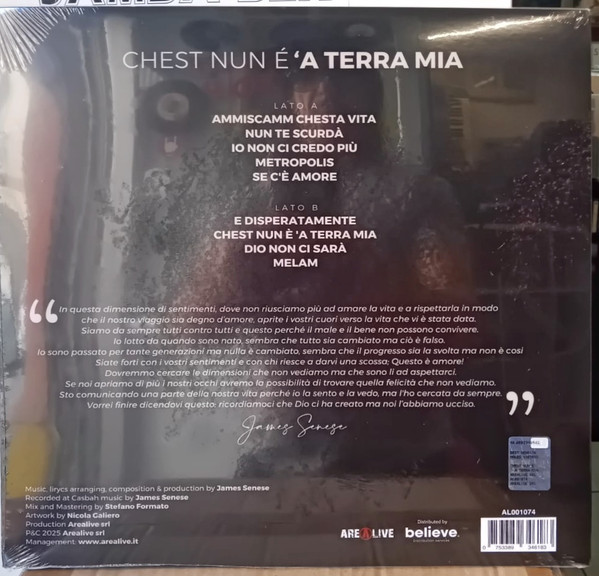 CHEST NUN É 'A TERRA MIA
LATO A
AMMISCAMM CHESTA VITA
NUN TE SCURDÀ
IO NON CI CREDO PIÙ
METROPOLIS
SE C'È AMORE
LATO B
E DISPERATAMENTE
CHEST NUN È 'A TERRA MIA
DIO NON CI SARÀ
MELAM
“In questa dimensione di sentimenti, dove non riusciamo più ad amare la vita e a rispettarla in modo
che il nostro viaggio sia degno d'amore, aprite i vostri cuori verso la vita che vi è stata data.
Siamo da sempre tutti contro tutti e questo perché il male e il bene non possono convivere.
Io lotto da quando sono nato, sembra che tutto sia cambiato ma ciò è falso.
Io sono passato per tante generazioni ma nulla è cambiato, sembra che il progresso sia la svolta ma non è così
Siate forti con i vostri sentimenti e con chi riesce a darvi una scossa; Questo è amore!
Dovremmo cercare le dimensioni che non vediamo ma che sono lì ad aspettarci.
Se noi apriamo di più i nostri occhi avremo la possibilità di trovare quella felicità che non vediamo.
Sto comunicando una parte della nostra vita perché io la sento e la vedo, ma l'ho cercata da sempre.
Vorrei finire dicendovi questo: ricordiamoci che Dio ci ha creato ma noi l'abbiamo ucciso.”
James Senese
Music, lirycs arranging, composition & production by James Senese
Recorded at Casbah music by James Senese
Mix and Mastering by Stefano Formato
Artwork by Nicola Galiero
Production Arealive srl
P&C 2025 Arealive srl
Management: www.arealive.it
AREALIVE
Distributed by
believe.
AL001074